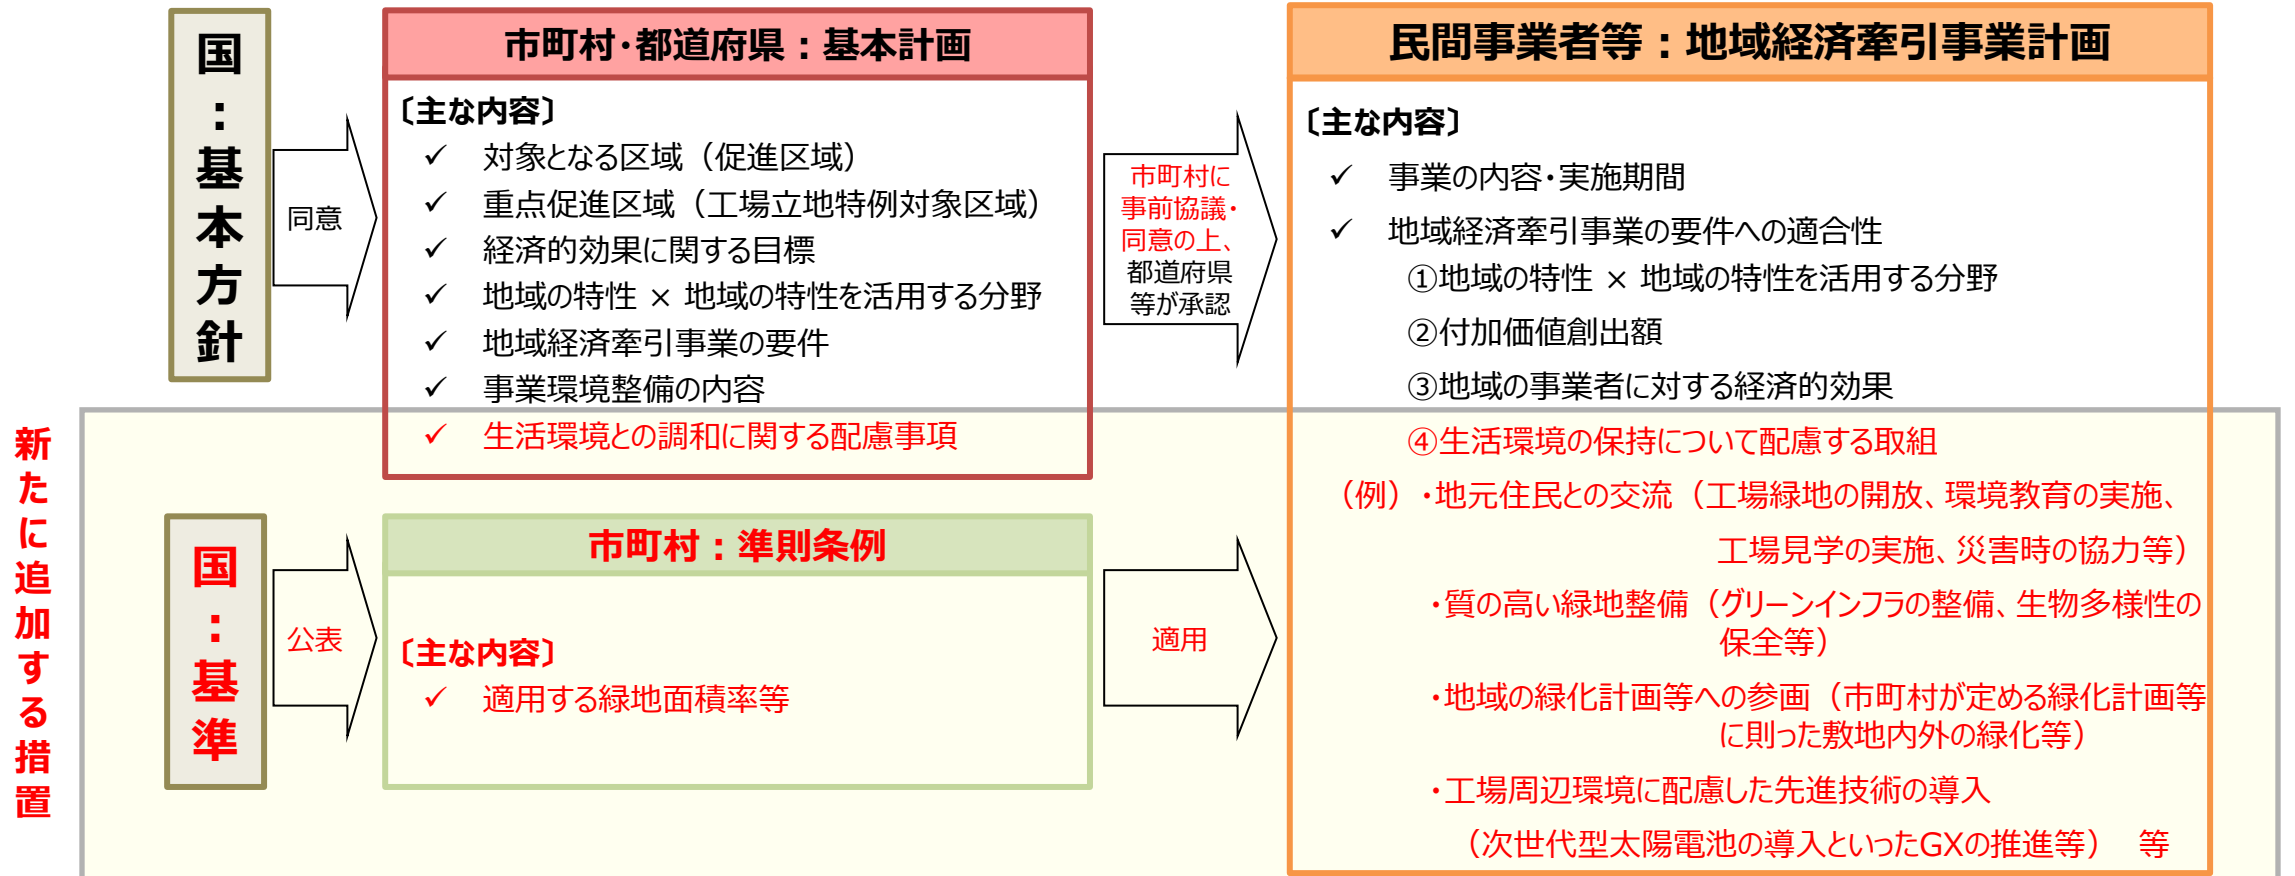 国：基本方針
同意
市町村･都道府県：基本計画
〔主な内容〕
✓ 対象となる区域（促進区域）
✓ 重点促進区域（工場立地特例対象区域）
✓ 経済的効果に関する目標
✓ 地域の特性 × 地域の特性を活用する分野
✓ 地域経済牽引事業の要件
✓ 事業環境整備の内容
✓ 生活環境との調和に関する配慮事項
市町村に
事前協議･
同意の上、
都道府県
等が承認
民間事業者等：地域経済牽引事業計画
〔主な内容〕
✓ 事業の内容･実施期間
✓ 地域経済牽引事業の要件への適合性
①地域の特性 × 地域の特性を活用する分野
②付加価値創出額
③地域の事業者に対する経済的効果
④生活環境の保持について配慮する取組
（例）･地元住民との交流（工場緑地の開放、環境教育の実施、
工場見学の実施、災害時の協力等）
･質の高い緑地整備（グリーンインフラの整備、生物多様性の
保全等）
･地域の緑化計画等への参画（市町村が定める緑化計画等
に則った敷地内外の緑化等）
･工場周辺環境に配慮した先進技術の導入
（次世代型太陽電池の導入といったGXの推進等） 等
新たに追加する措置
国：基準
公表
市町村：準則条例
〔主な内容〕
✓ 適用する緑地面積率等
適用